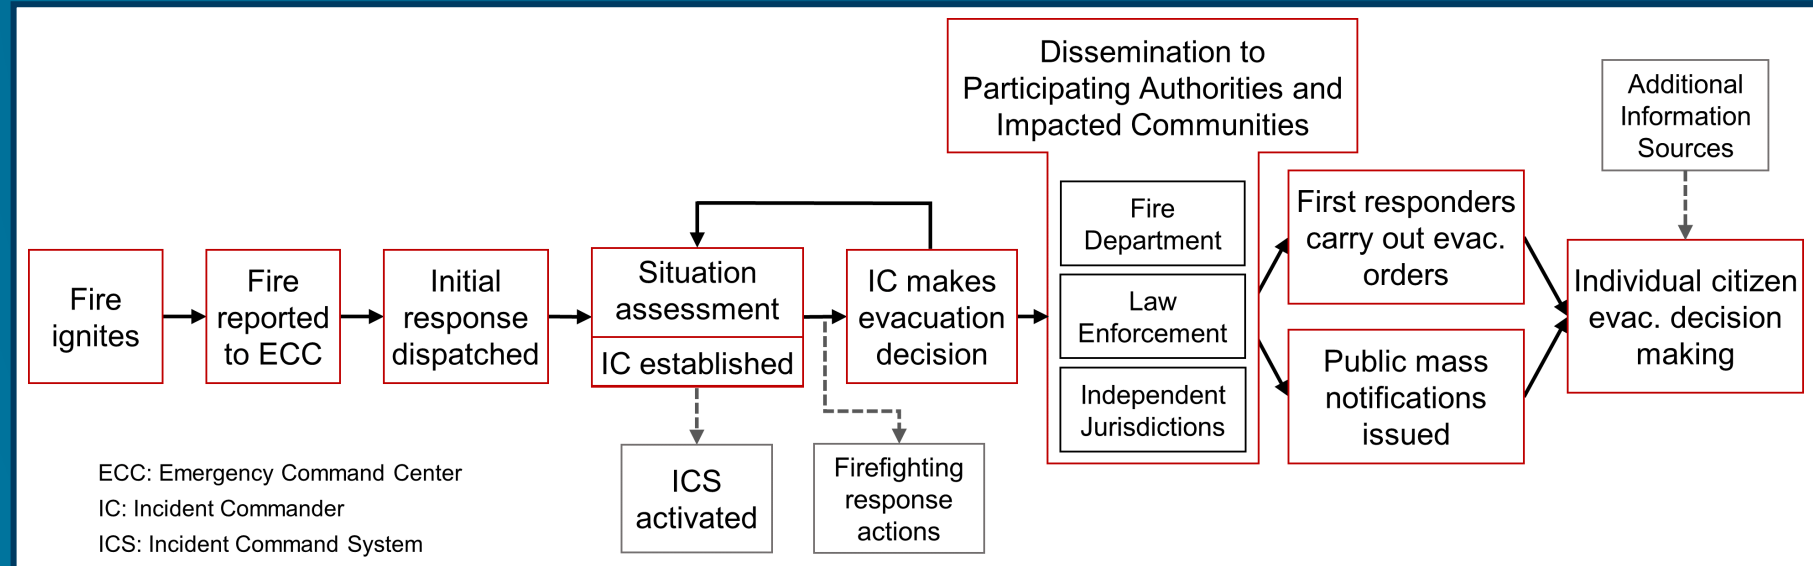 Dissemination to
Participating Authorities and
Impacted Communities
Additional
Information
Sources
Fire
ignites
Fire
reported
to ECC
Initial
response
dispatched
Situation
assessment
IC established
IC makes
evacuation
decision
Fire
Department
Law
Enforcement
Independent
Jurisdictions
First responders
carry out evac.
orders
Public mass
notifications
issued
Individual citizen
evac. decision
making
ICS
activated
Firefighting
response
actions
ECC: Emergency Command Center
IC: Incident Commander
ICS: Incident Command System